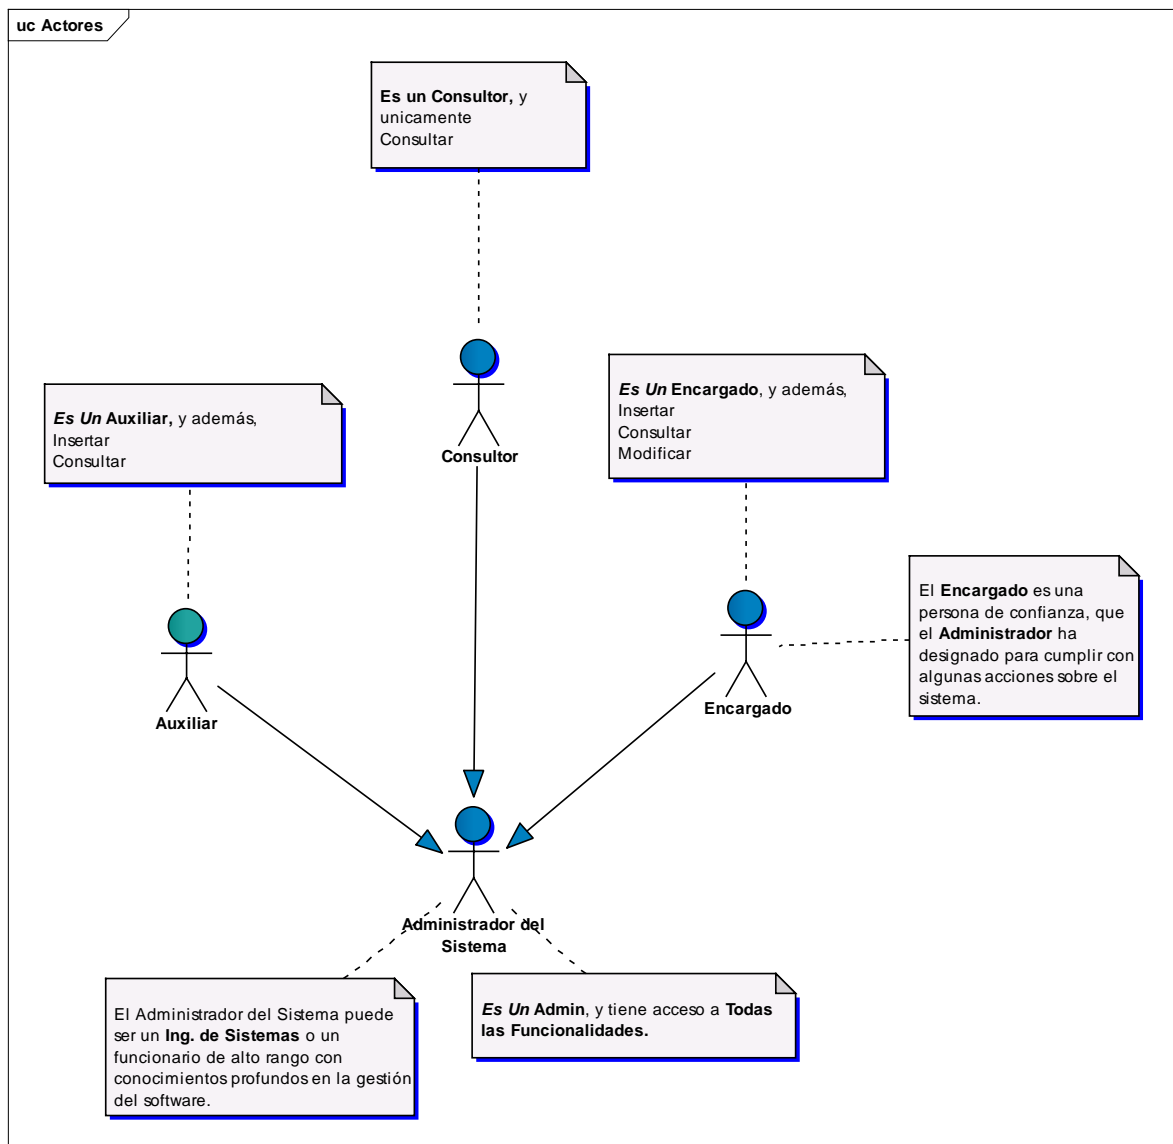 uc Actores
Es un Consultor, y
unicamente
Consultar
Es Un Auxiliar, y además,
Insertar
Consultar
Consultor
Es Un Encargado, y además,
Insertar
Consultar
Modificar
El Encargado es una
persona de confianza, que
el Administrador ha
designado para cumplir con
algunas acciones sobre el
sistema.
Auxiliar
Encargado
Administrador del
Sistema
El Administrador del Sistema puede
ser un Ing. de Sistemas o un
funcionario de alto rango con
conocimientos profundos en la gestión
del software.
Es Un Admin, y tiene acceso a Todas
las Funcionalidades.